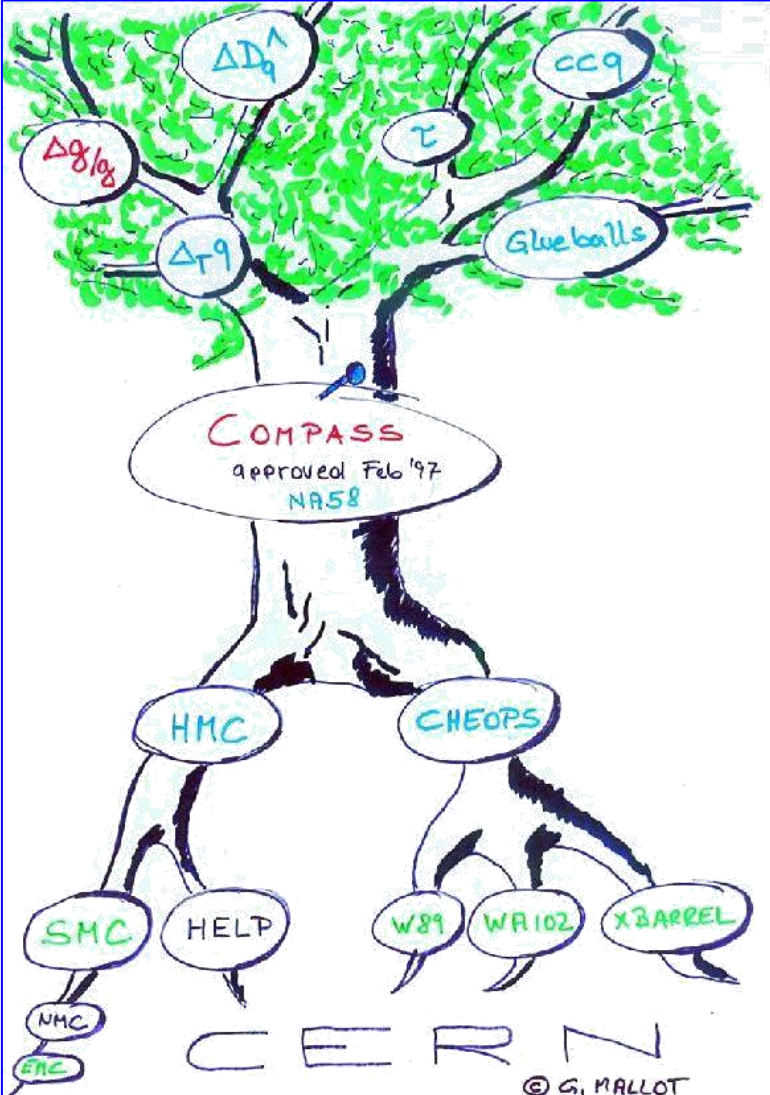 ΔD_q^Λ
ccq
τ
Δg/g
Δ_T q
Glueballs
COMPASS
approved Feb '97
NA58
HMC
CHEOPS
SMC
HELP
W89
WA102
XBARREL
NMC
EMC
CERN
© G. MALLOT